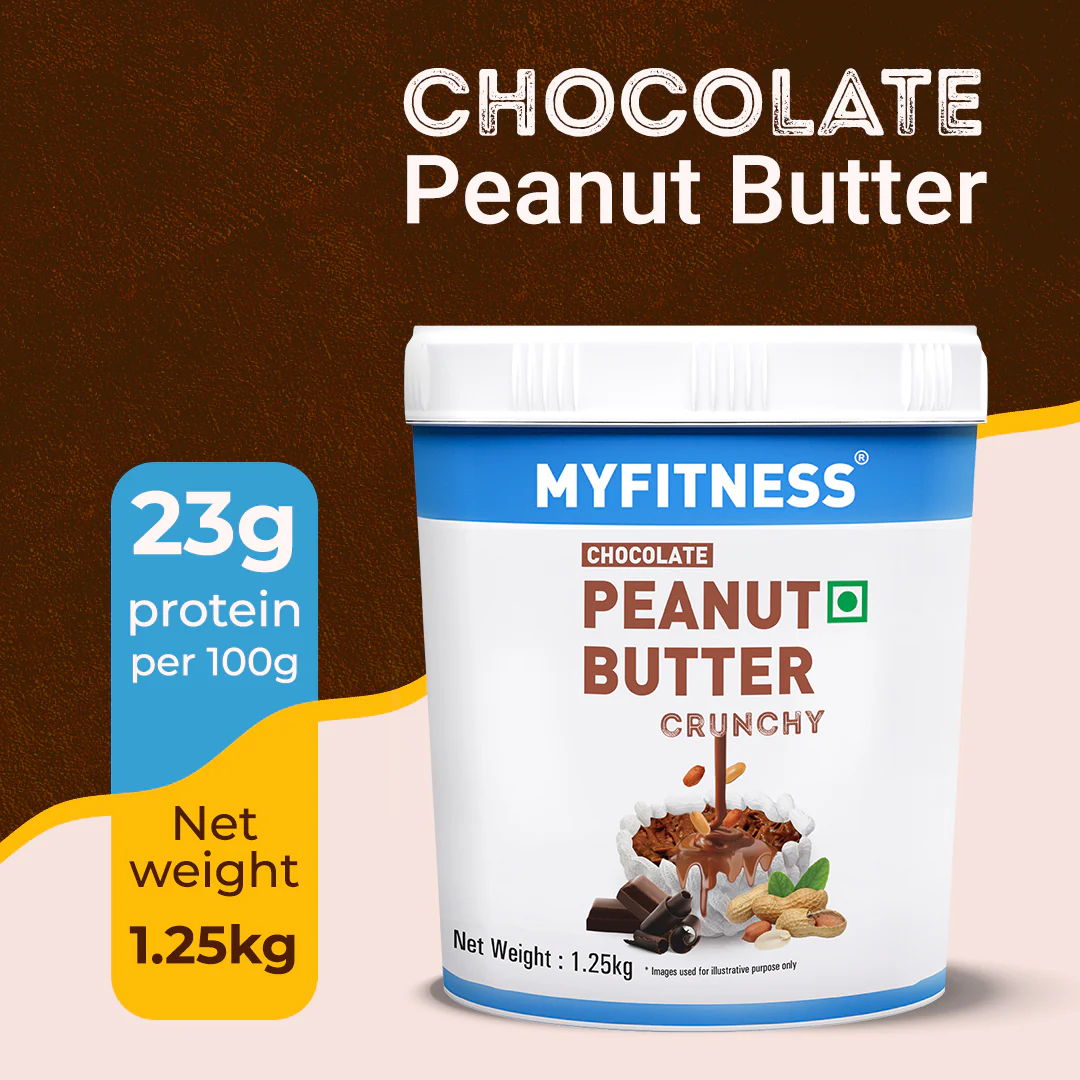 CHOCOLATE
Peanut Butter
MYFITNESS®
CHOCOLATE
PEANUT
BUTTER
CRUNCHY
Net Weight : 1.25kg
* Images used for illustrative purpose only
23g
protein
per 100g
Net
weight
1.25kg